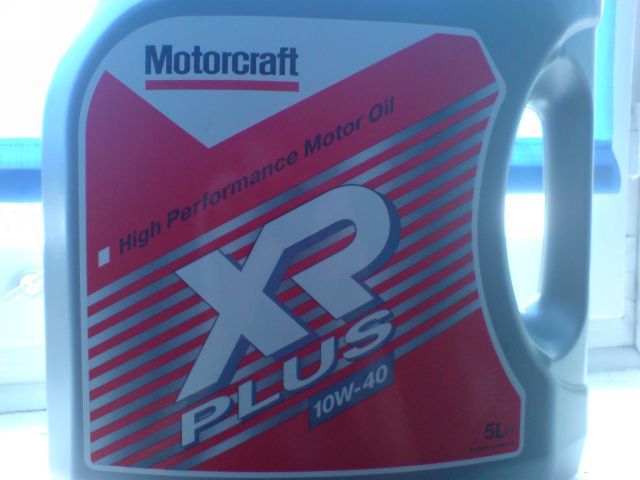 Motorcraft
High Performance Motor Oil
XR
PLUS
10W-40
5L℮